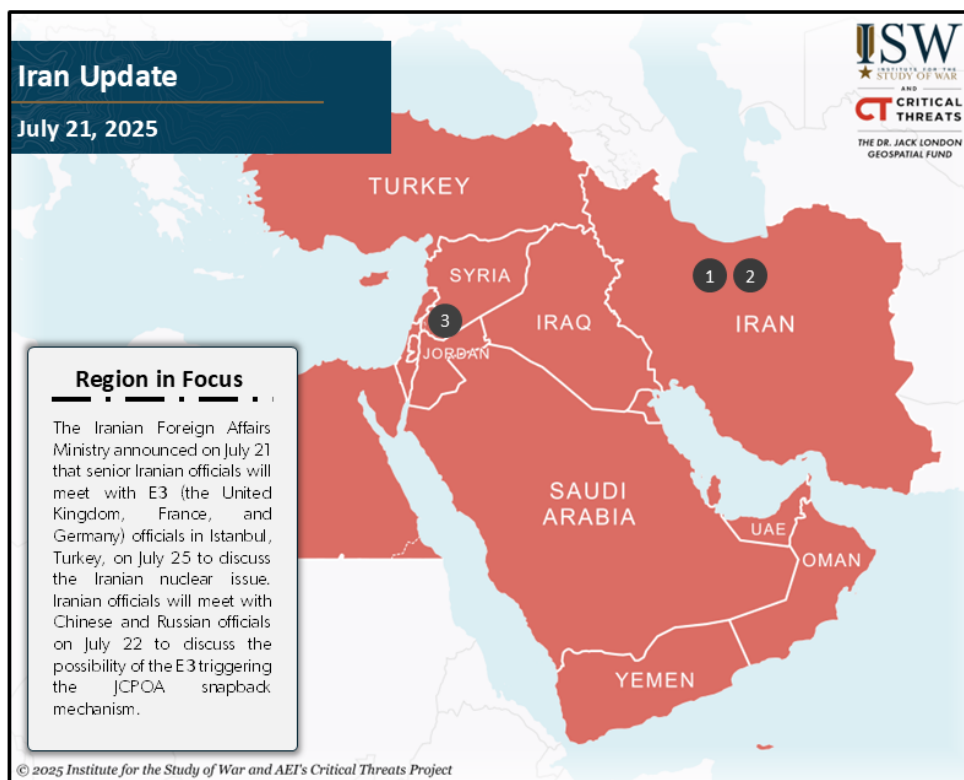 Iran Update
July 21, 2025
ISW
INSTITUTE FOR THE
STUDY OF WAR
AND
CT CRITICAL
THREATS
THE DR. JACK LONDON
GEOSPATIAL FUND
TURKEY
SYRIA
1
2
3
IRAQ
IRAN
JORDAN
Region in Focus
The Iranian Foreign Affairs
Ministry announced on July 21
that senior Iranian officials will
meet with E3 (the United
Kingdom, France, and
Germany) officials in Istanbul,
Turkey, on July 25 to discuss
the Iranian nuclear issue.
Iranian officials will meet with
Chinese and Russian officials
on July 22 to discuss the
possibility of the E3 triggering
the JCPOA snapback
mechanism.
SAUDI
ARABIA
UAE
OMAN
YEMEN
© 2025 Institute for the Study of War and AEI's Critical Threats Project